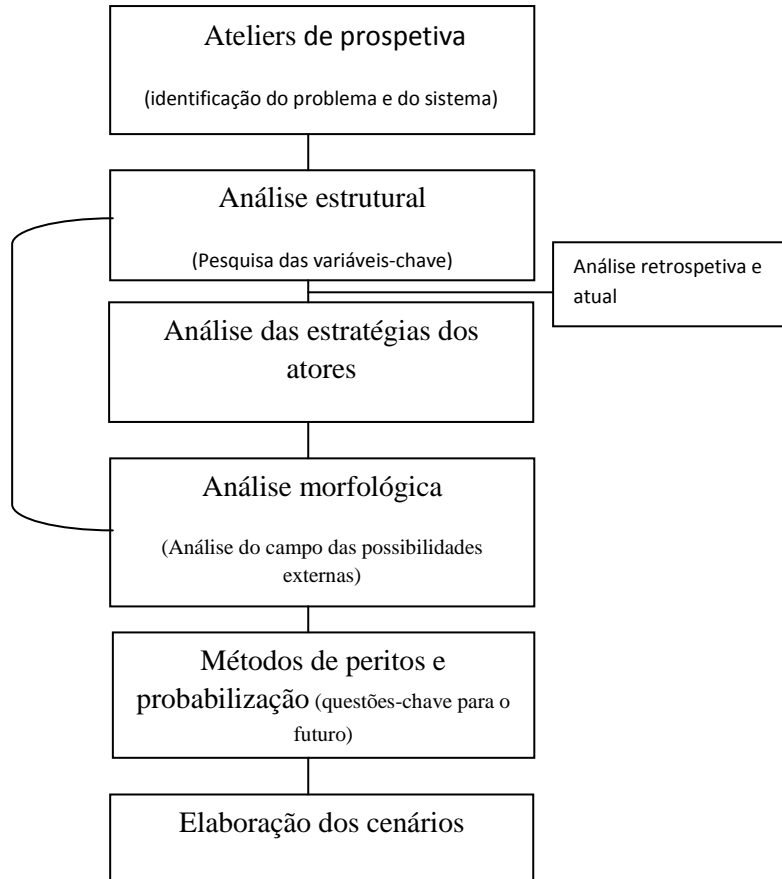 Ateliers de prospetiva
(identificação do problema e do sistema)
Análise estrutural
(Pesquisa das variáveis-chave)
Análise retrospetiva e
atual
Análise das estratégias dos
atores
Análise morfológica
(Análise do campo das possibilidades
externas)
Métodos de peritos e
probabilização (questões-chave para o
futuro)
Elaboração dos cenários